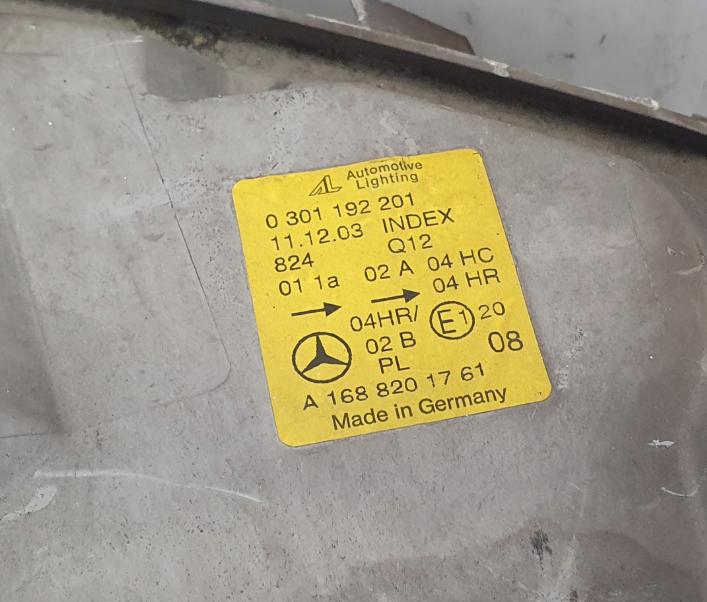 AL Automotive
Lighting
0 301 192 201
11.12.03 INDEX
824 Q12
01 1a 02 A 04 HC
04 HR
04HR/ E1 20
02 B
PL 08
A 168 820 17 61
Made in Germany